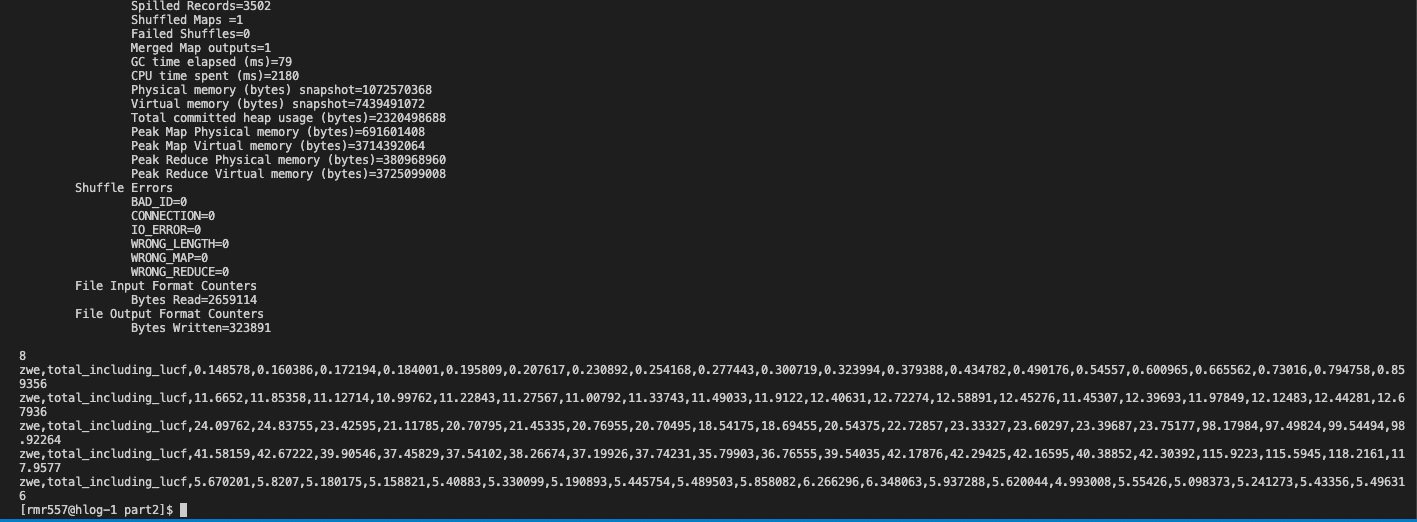 Spilled Records=3502
Shuffled Maps =1
Failed Shuffles=0
Merged Map outputs=1
GC time elapsed (ms)=79
CPU time spent (ms)=2180
Physical memory (bytes) snapshot=1072570368
Virtual memory (bytes) snapshot=7439491072
Total committed heap usage (bytes)=2320498688
Peak Map Physical memory (bytes)=691601408
Peak Map Virtual memory (bytes)=3714392064
Peak Reduce Physical memory (bytes)=380968960
Peak Reduce Virtual memory (bytes)=3725099008
Shuffle Errors
BAD_ID=0
CONNECTION=0
IO_ERROR=0
WRONG_LENGTH=0
WRONG_MAP=0
WRONG_REDUCE=0
File Input Format Counters
Bytes Read=2659114
File Output Format Counters
Bytes Written=323891
8
zwe,total_including_lucf,0.148578,0.160386,0.172194,0.184001,0.195809,0.207617,0.230892,0.254168,0.277443,0.300719,0.323994,0.379388,0.434782,0.490176,0.54557,0.600965,0.665562,0.73016,0.794758,0.85
9356
zwe,total_including_lucf,11.6652,11.85358,11.12714,10.99762,11.22843,11.27567,11.00792,11.33743,11.49033,11.9122,12.40631,12.72274,12.58891,12.45276,11.45307,12.39693,11.97849,12.12483,12.44281,12.6
7936
zwe,total_including_lucf,24.09762,24.83755,23.42595,21.11785,20.70795,21.45335,20.76955,20.70495,18.54175,18.69455,20.54375,22.72857,23.33327,23.60297,23.39687,23.75177,98.17984,97.49824,99.54494,98
.92264
zwe,total_including_lucf,41.58159,42.67222,39.90546,37.45829,37.54102,38.26674,37.19926,37.74231,35.79903,36.76555,39.54035,42.17876,42.29425,42.16595,40.38852,42.30392,115.9223,115.5945,118.2161,11
7.9577
zwe,total_including_lucf,5.670201,5.8207,5.180175,5.158821,5.40883,5.330099,5.190893,5.445754,5.489503,5.858082,6.266296,6.348063,5.937288,5.620044,4.993008,5.55426,5.098373,5.241273,5.43356,5.49631
6
[rmr557@hlog-1 part2]$